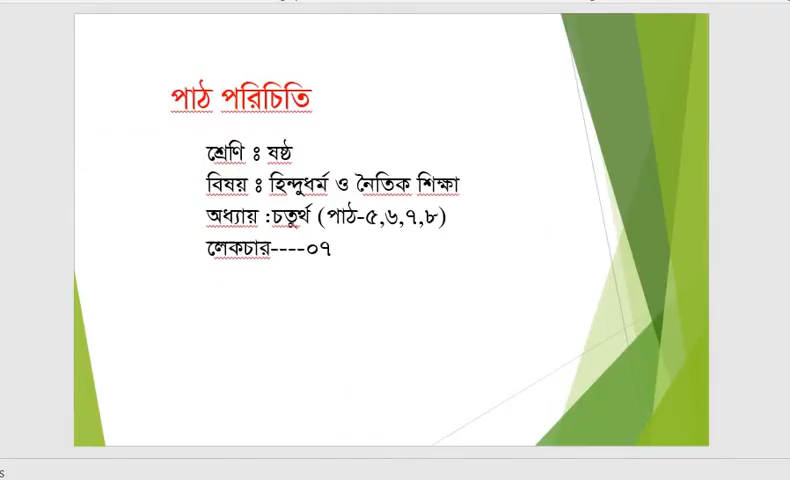 পাঠ পরিচিতি
শ্রেণি ঃ ষষ্ঠ
বিষয় ঃ হিন্দুধর্ম ও নৈতিক শিক্ষা
অধ্যায় :চতুর্থ (পাঠ-৫,৬,৭,৮)
লেকচার----০৭